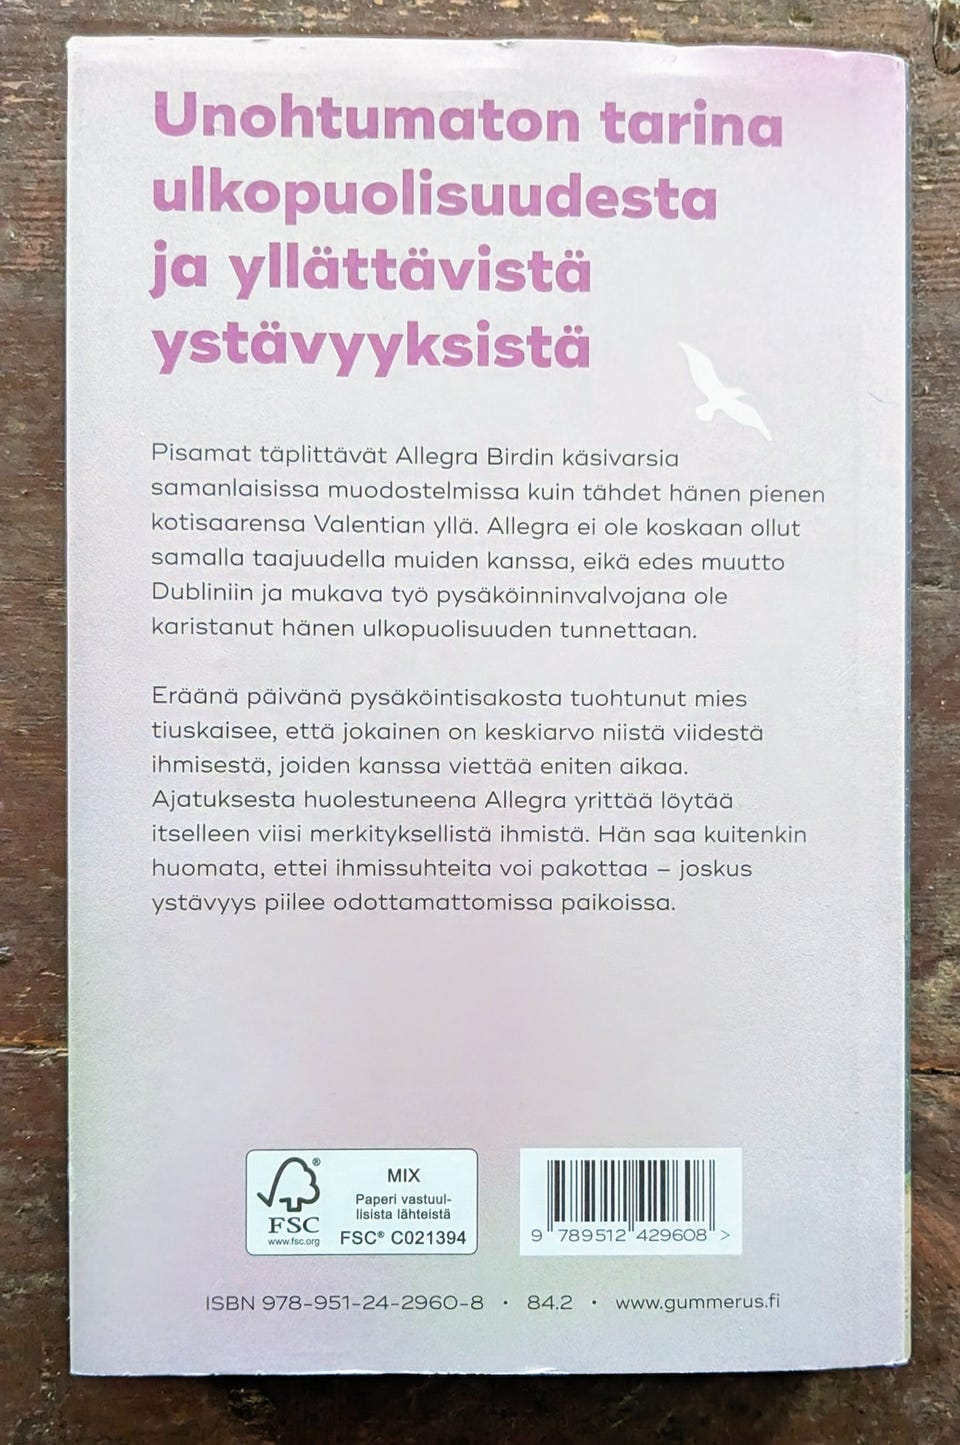 Unohtumaton tarina
ulkopuolisuudesta
ja yllättävistä
ystävyyksistä
Pisamat täplittävät Allegra Birdin käsivarsia
samanlaisissa muodostelmissa kuin tähdet hänen pienen
kotisaarensa Valentian yllä. Allegra ei ole koskaan ollut
samalla taajuudella muiden kanssa, eikä edes muutto
Dubliniin ja mukava työ pysäköinninvalvojana ole
karistanut hänen ulkopuolisuuden tunnettaan.
Eräänä päivänä pysäköintisakosta tuohtunut mies
tiuskaisee, että jokainen on keskiarvo niistä viidestä
ihmisestä, joiden kanssa viettää eniten aikaa.
Ajatuksesta huolestuneena Allegra yrittää löytää
itselleen viisi merkityksellistä ihmistä. Hän saa kuitenkin
huomata, ettei ihmissuhteita voi pakottaa – joskus
ystävyys piilee odottamattomissa paikoissa.
®
FSC
www.fsc.org
MIX
Paperi vastuul-
lisista lähteistä
FSC® C021394
9 789512 429608 >
ISBN 978-951-24-2960-8 · 84.2 · www.gummerus.fi